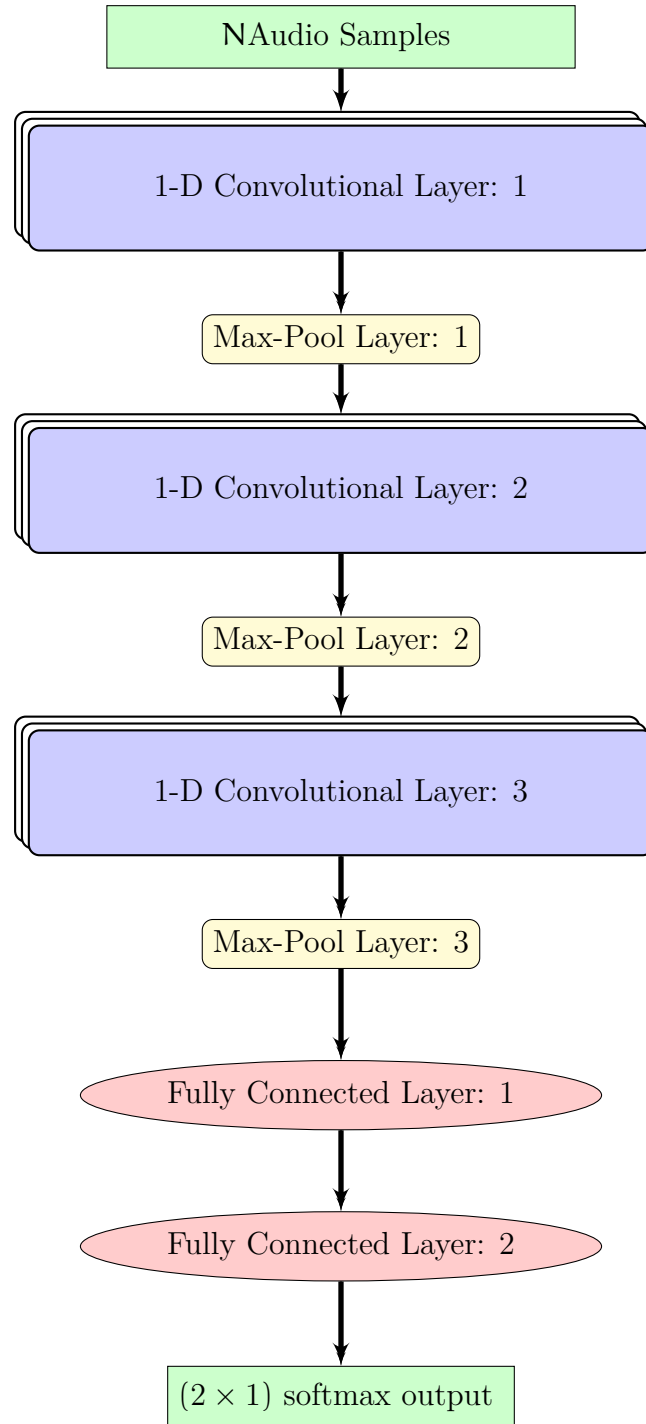 NAudio Samples
1-D Convolutional Layer: 1
Max-Pool Layer: 1
1-D Convolutional Layer: 2
Max-Pool Layer: 2
1-D Convolutional Layer: 3
Max-Pool Layer: 3
Fully Connected Layer: 1
Fully Connected Layer: 2
(2 × 1) softmax output